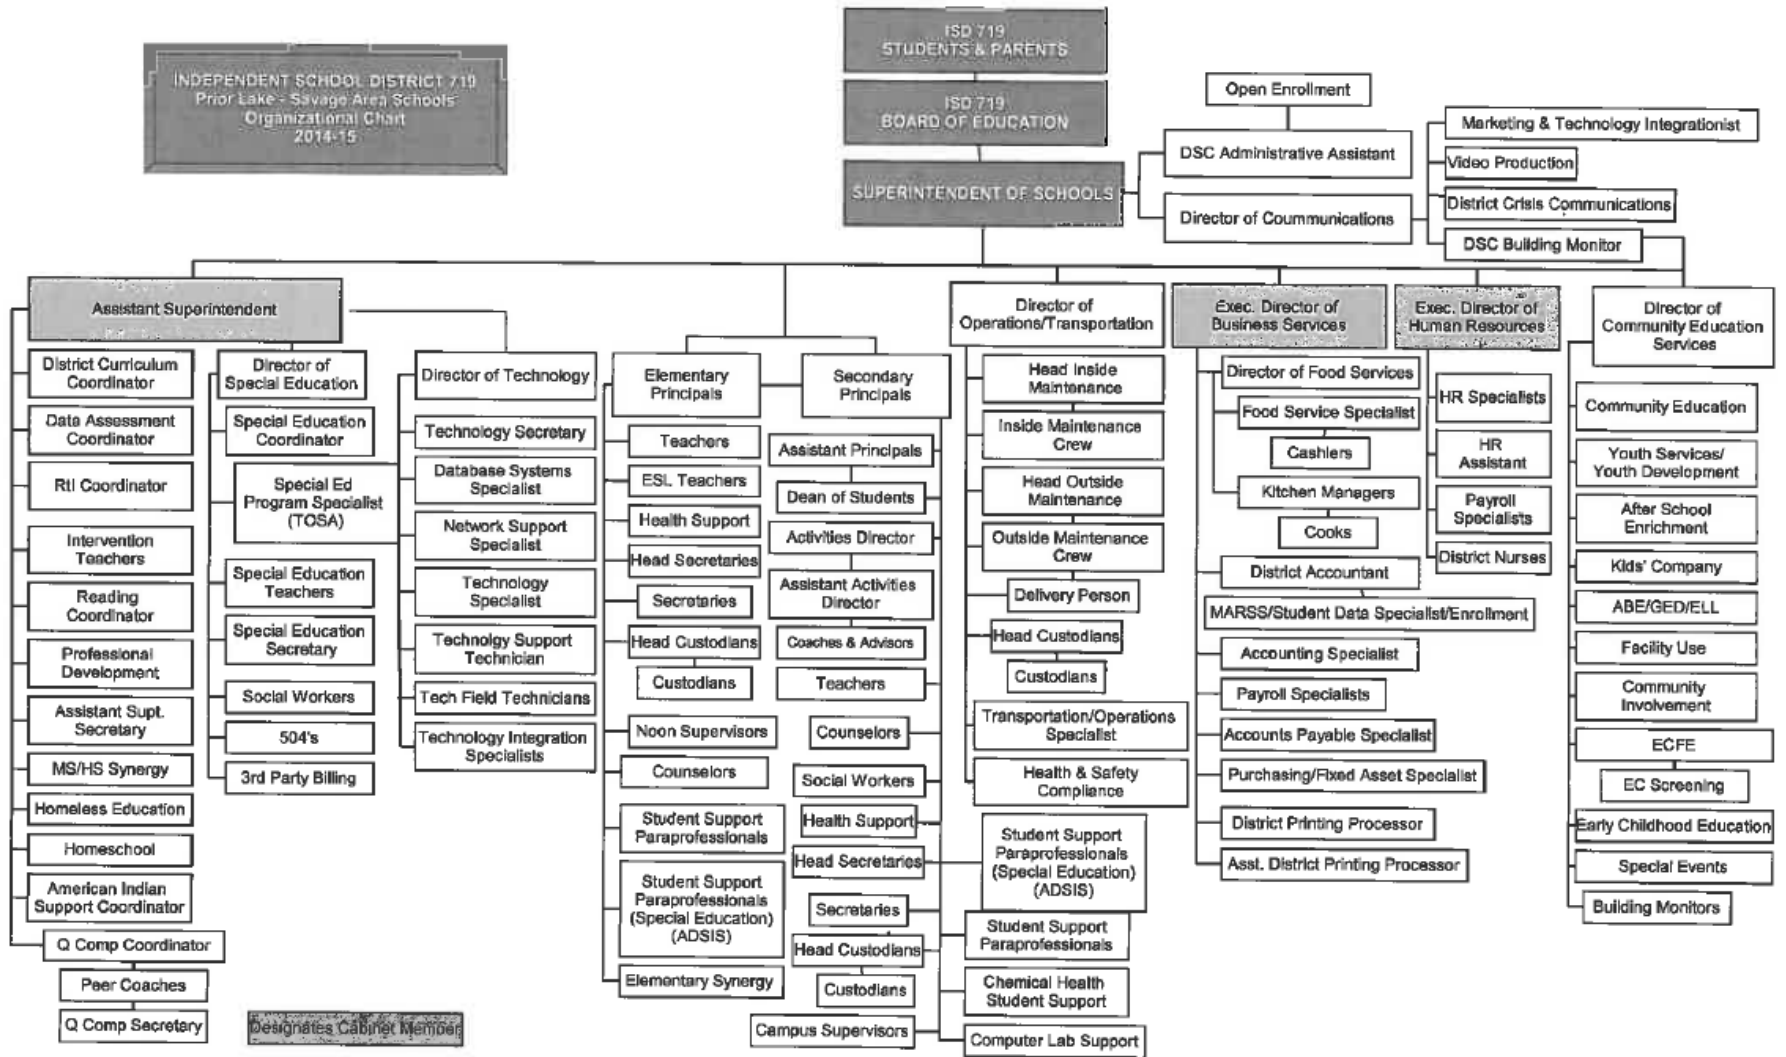 INDEPENDENT SCHOOL DISTRICT 719
Prior Lake - Savage Area Schools
Organizational Chart
2014-15
ISD 719
STUDENTS & PARENTS
ISD 719
BOARD OF EDUCATION
SUPERINTENDENT OF SCHOOLS
Open Enrollment
DSC Administrative Assistant
Director of Coummunications
Marketing & Technology Integrationist
Video Production
District Crisis Communications
DSC Building Monitor
Assistant Superintendent
District Curriculum
Coordinator
Data Assessment
Coordinator
RtI Coordinator
Intervention
Teachers
Reading
Coordinator
Professional
Development
Assistant Supt.
Secretary
MS/HS Synergy
Homeless Education
Homeschool
American Indian
Support Coordinator
Q Comp Coordinator
Peer Coaches
Q Comp Secretary
Director of
Special Education
Special Education
Coordinator
Special Ed
Program Specialist
(TOSA)
Special Education
Teachers
Special Education
Secretary
Social Workers
504's
3rd Party Billing
Director of Technology
Technology Secretary
Database Systems
Specialist
Network Support
Specialist
Technology
Specialist
Technolgy Support
Technician
Tech Field Technicians
Technology Integration
Specialists
Elementary
Principals
Teachers
ESL Teachers
Health Support
Head Secretaries
Secretaries
Head Custodians
Custodians
Noon Supervisors
Counselors
Student Support
Paraprofessionals
Student Support
Paraprofessionals
(Special Education)
(ADSIS)
Elementary Synergy
Secondary
Principals
Assistant Principals
Dean of Students
Activities Director
Assistant Activities
Director
Coaches & Advisors
Teachers
Counselors
Social Workers
Health Support
Head Secretaries
Secretaries
Head Custodians
Custodians
Campus Supervisors
Student Support
Paraprofessionals
(Special Education)
(ADSIS)
Student Support
Paraprofessionals
Chemical Health
Student Support
Computer Lab Support
Director of
Operations/Transportation
Head Inside
Maintenance
Inside Maintenance
Crew
Head Outside
Maintenance
Outside Maintenance
Crew
Delivery Person
Head Custodians
Custodians
Transportation/Operations
Specialist
Health & Safety
Compliance
Exec. Director of
Business Services
Director of Food Services
Food Service Specialist
Cashiers
Kitchen Managers
Cooks
District Accountant
MARSS/Student Data Specialist/Enrollment
Accounting Specialist
Payroll Specialists
Accounts Payable Specialist
Purchasing/Fixed Asset Specialist
District Printing Processor
Asst. District Printing Processor
Exec. Director of
Human Resources
HR Specialists
HR
Assistant
Payroll
Specialists
District Nurses
Director of
Community Education
Services
Community Education
Youth Services/
Youth Development
After School
Enrichment
Kids' Company
ABE/GED/ELL
Facility Use
Community
Involvement
ECFE
EC Screening
Early Childhood Education
Special Events
Building Monitors
Designates Cabinet Member